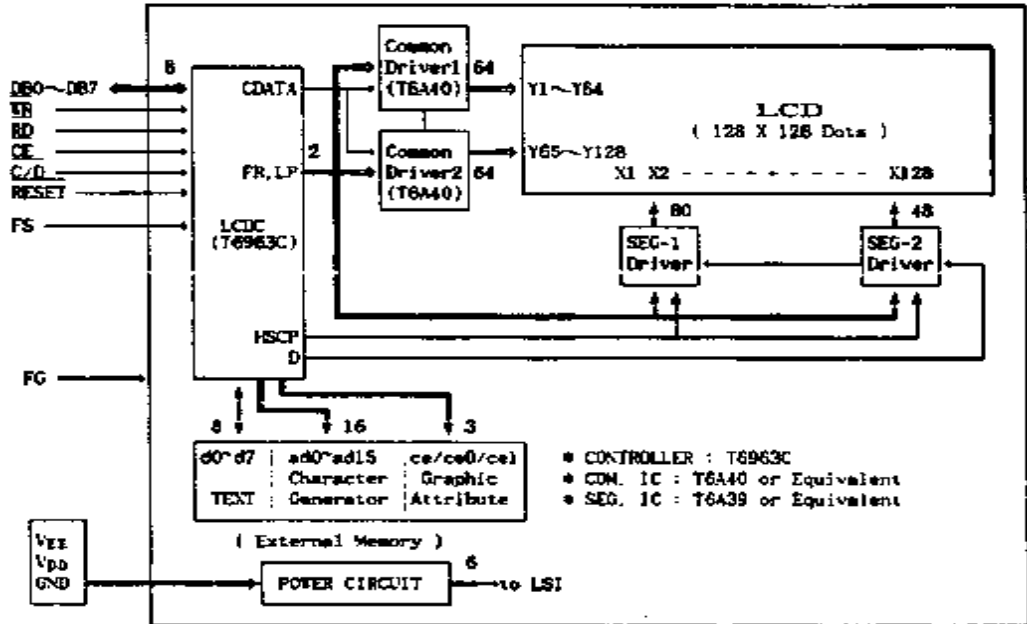 8
DB0~DB7
WR
RD
CE
C/D
RESET
FS
FG
CDATA
2
FR, LP
LCDC
(T6963C)
HSCP
D
Common
Driver1
(T6A40)
64
Common
Driver2
(T6A40)
64
Y1~Y64
LCD
( 128 X 128 Dots )
Y65~Y128
X1 X2 - - - - - - - - - X128
80
48
SEG-1
Driver
SEG-2
Driver
8
16
3
d0~d7 ad0~ad15 ce/ce0/ce1
Character Graphic
TEXT Generator Attribute
( External Memory )
* CONTROLLER : T6963C
* COM. IC : T6A40 or Equivalent
* SEG. IC : T6A39 or Equivalent
VEE
VDD
GND
POWER CIRCUIT
6
to LSI